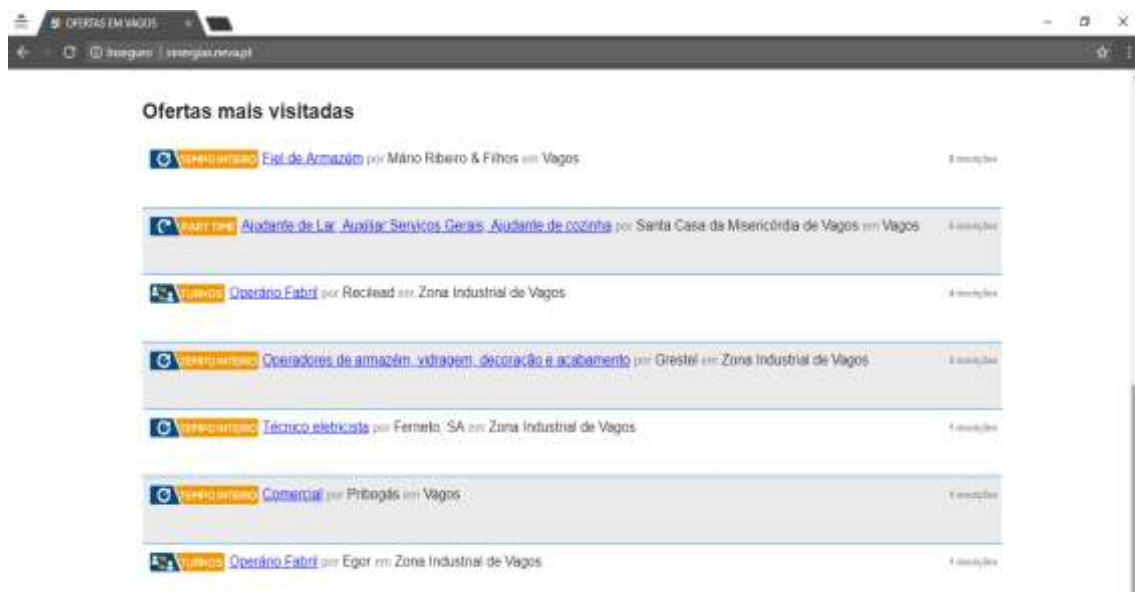 OFERTAS EM VAGOS
Inseguro | sinergias.neva.pt
Ofertas mais visitadas
TEMPO INTEIRO Fiel de Armazém por Mário Ribeiro & Filhos em Vagos
PART TIME Ajudante de Lar, Auxiliar Serviços Gerais, Ajudante de cozinha por Santa Casa da Misericórdia de Vagos em Vagos
TURNOS Operário Fabril por Recilead em Zona Industrial de Vagos
TEMPO INTEIRO Operadores de armazém, vidragem, decoração e acabamento por Grestel em Zona Industrial de Vagos
TEMPO INTEIRO Técnico eletricista por Ferneto, SA em Zona Industrial de Vagos
TEMPO INTEIRO Comercial por Pribogás em Vagos
TURNOS Operário Fabril por Egor em Zona Industrial de Vagos